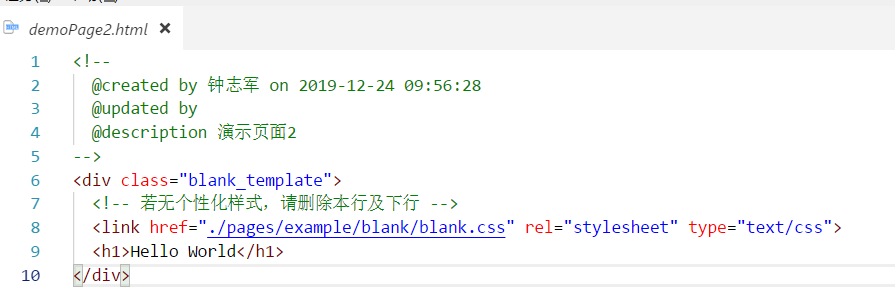 demoPage2.html ×
1 <!--
2 @created by 钟志军 on 2019-12-24 09:56:28
3 @updated by
4 @description 演示页面2
5 -->
6 <div class="blank_template">
7 <!-- 若无个性化样式，请删除本行及下行 -->
8 <link href="./pages/example/blank/blank.css" rel="stylesheet" type="text/css">
9 <h1>Hello World</h1>
10 </div>